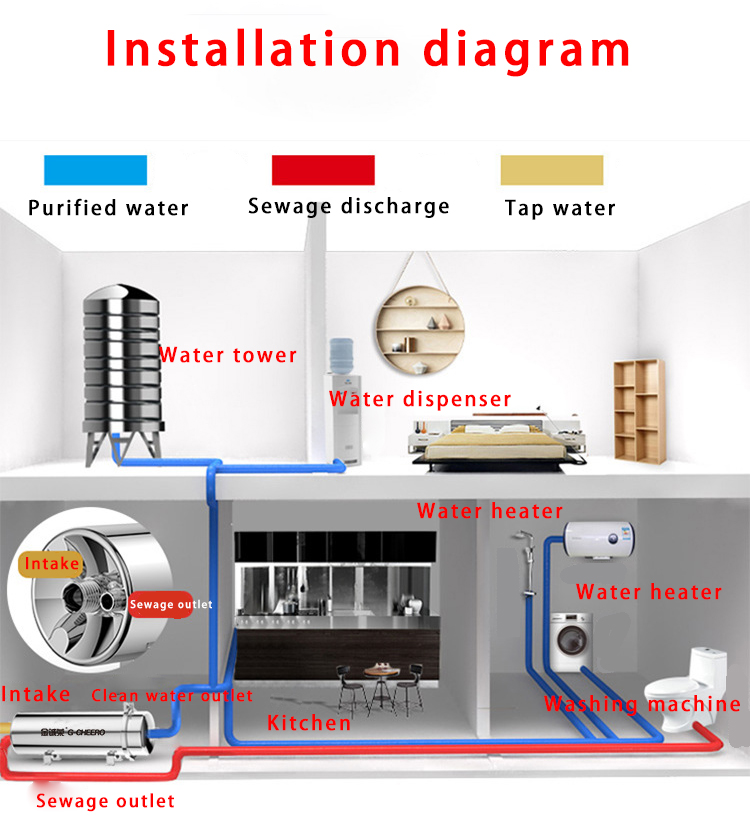 Installation diagram
Purified water
Sewage discharge
Tap water
Water tower
Water dispenser
Water heater
Intake
Sewage outlet
Water heater
Intake
Clean water outlet
Washing machine
Kitchen
G-CHEERO
Sewage outlet